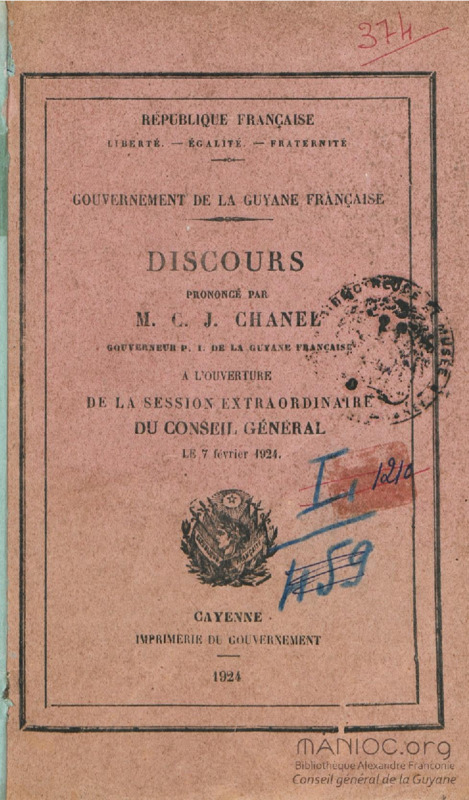 374
RÉPUBLIQUE FRANÇAISE
LIBERTÉ. — ÉGALITÉ. — FRATERNITÉ
GOUVERNEMENT DE LA GUYANE FRANÇAISE
DISCOURS
PRONONCÉ PAR
M. C. J. CHANEL
GOUVERNEUR P. I. DE LA GUYANE FRANÇAISE
A L'OUVERTURE
DE LA SESSION EXTRAORDINAIRE
DU CONSEIL GÉNÉRAL
LE 7 février 1924.
I, 1210
459
CAYENNE
IMPRIMERIE DU GOUVERNEMENT
1924
MANIOC.org
Bibliothèque Alexandre Franconie
Conseil général de la Guyane